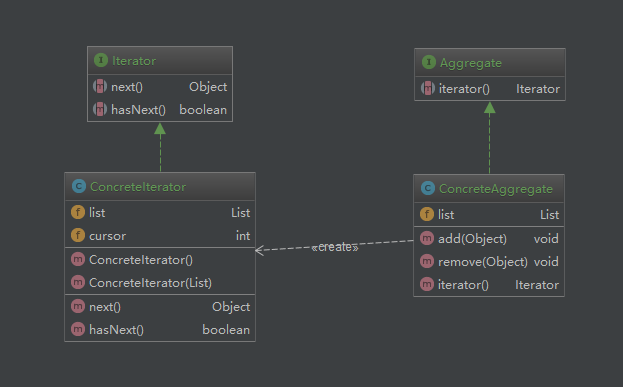 Iterator
next() Object
hasNext() boolean
Aggregate
iterator() Iterator
ConcreteIterator
list List
cursor int
ConcreteIterator()
ConcreteIterator(List)
next() Object
hasNext() boolean
«create»
ConcreteAggregate
list List
add(Object) void
remove(Object) void
iterator() Iterator